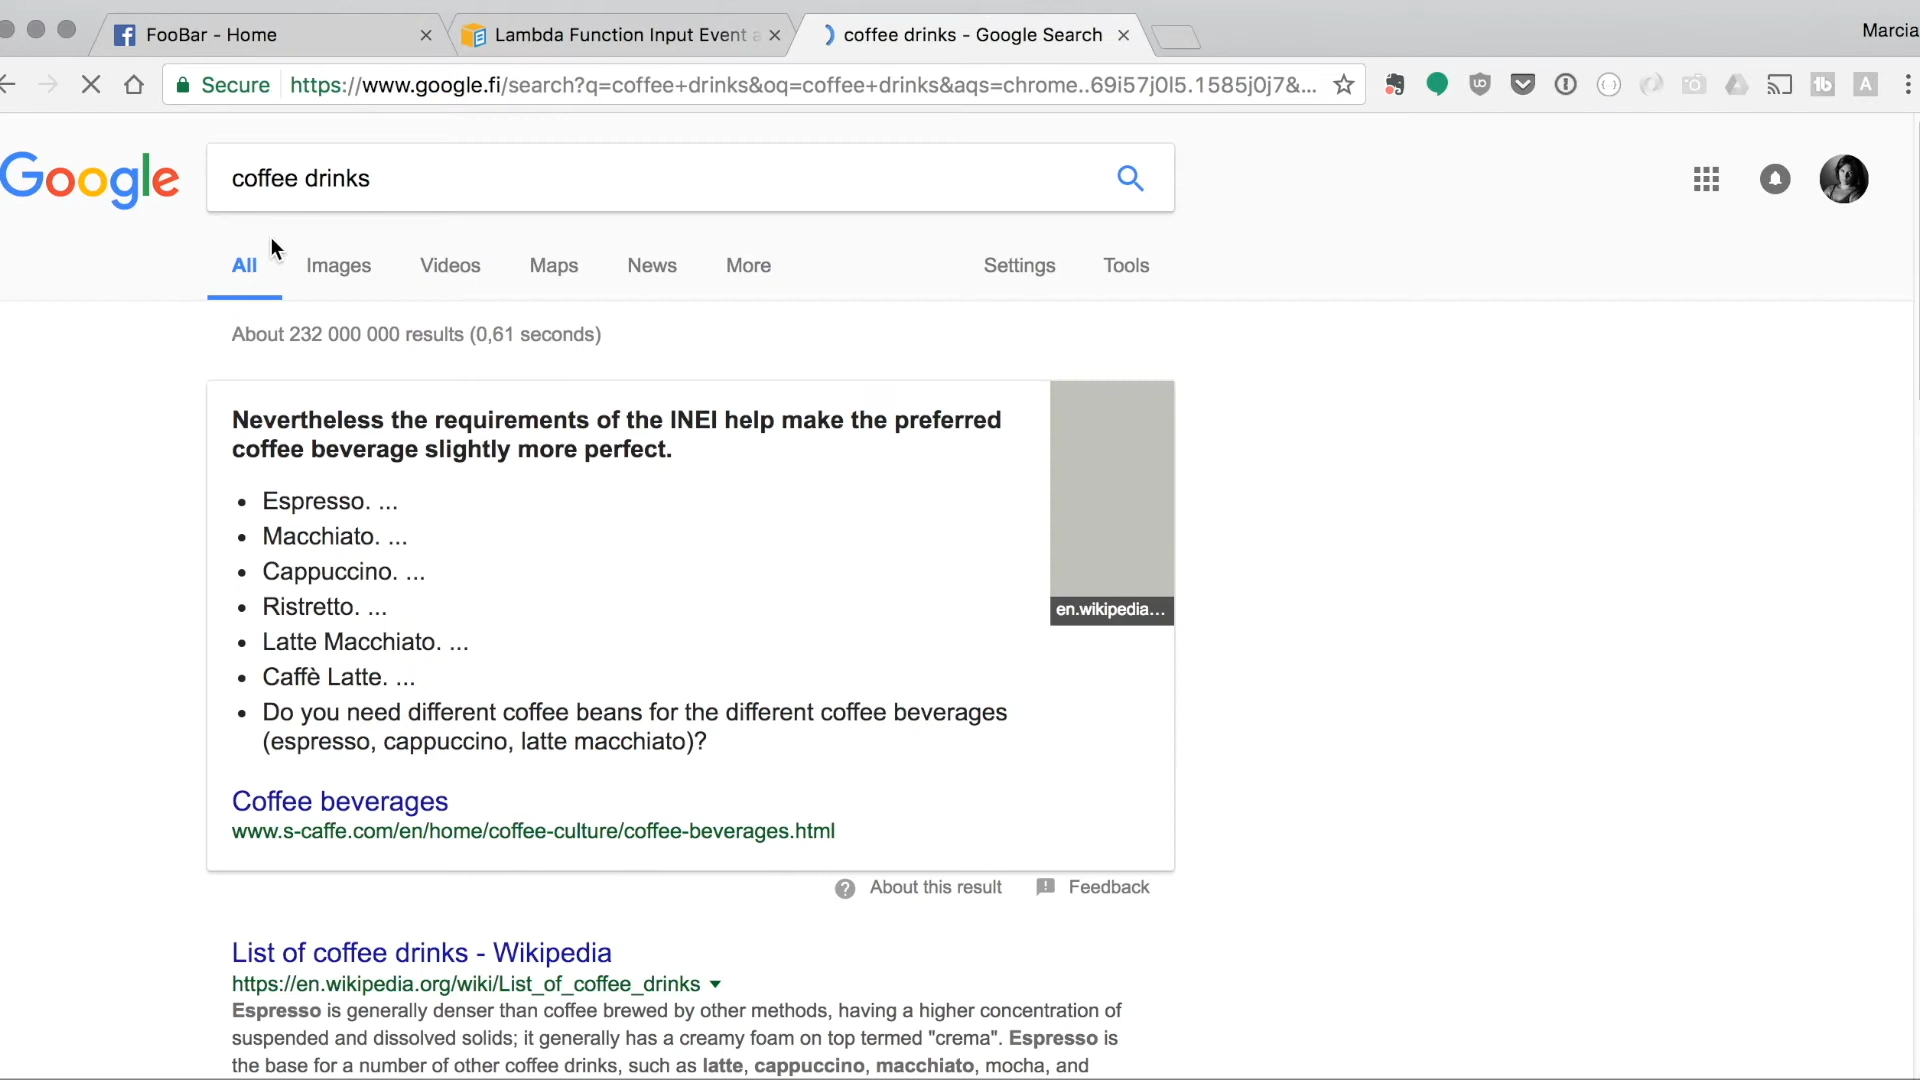 FooBar - Home
Lambda Function Input Event a
coffee drinks - Google Search
Marcia
Secure
https://www.google.fi/search?q=coffee+drinks&oq=coffee+drinks&aqs=chrome..69i57j0l5.1585j0j7&...
Google
coffee drinks
All
Images
Videos
Maps
News
More
Settings
Tools
About 232 000 000 results (0,61 seconds)
Nevertheless the requirements of the INEI help make the preferred
coffee beverage slightly more perfect.
• Espresso. ...
• Macchiato. ...
• Cappuccino. ...
• Ristretto. ...
• Latte Macchiato. ...
• Caffè Latte. ...
• Do you need different coffee beans for the different coffee beverages
(espresso, cappuccino, latte macchiato)?
en.wikipedia...
Coffee beverages
www.s-caffe.com/en/home/coffee-culture/coffee-beverages.html
About this result
Feedback
List of coffee drinks - Wikipedia
https://en.wikipedia.org/wiki/List_of_coffee_drinks
Espresso is generally denser than coffee brewed by other methods, having a higher concentration of
suspended and dissolved solids; it generally has a creamy foam on top termed "crema". Espresso is
the base for a number of other coffee drinks, such as latte, cappuccino, macchiato, mocha, and